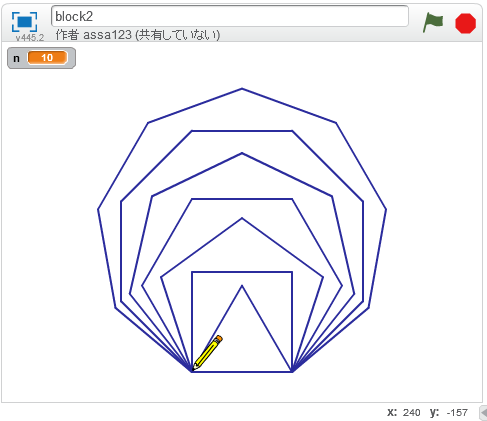 block2
作者 assa123 (共有していない)
v445.2
n 10
x: 240 y: -157